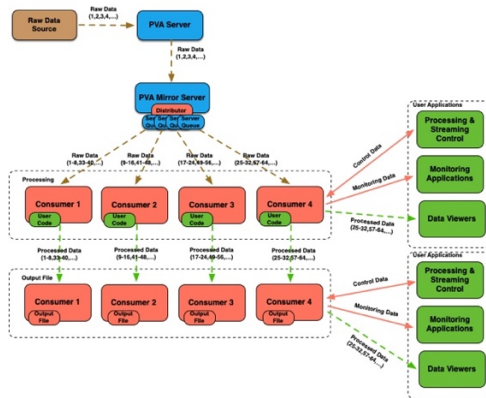 Raw Data
Source
Raw Data
(1,2,3,4,...)
PVA Server
Raw Data
(1,2,3,4,...)
PVA Mirror Server
Distributor
Server
Queue
Raw Data
(1-8,33-40,...)
Raw Data
(9-16,41-48,...)
Raw Data
(17-24,49-56,...)
Raw Data
(25-32,57-64,...)
Processing
Consumer 1
User
Code
Consumer 2
User
Code
Consumer 3
User
Code
Consumer 4
User
Code
Control Data
Monitoring Data
Processed Data
(25-32,57-64,...)
User Applications
Processing &
Streaming
Control
Monitoring
Applications
Data Viewers
Processed Data
(1-8,33-40,...)
Processed Data
(9-16,41-48,...)
Processed Data
(17-24,49-56,...)
Processed Data
(25-32,57-64,...)
Output File
Consumer 1
Output
File
Consumer 2
Output
File
Consumer 3
Output
File
Consumer 4
Output
File
Control Data
Monitoring Data
Processed Data
(25-32,57-64,...)
User Applications
Processing &
Streaming
Control
Monitoring
Applications
Data Viewers